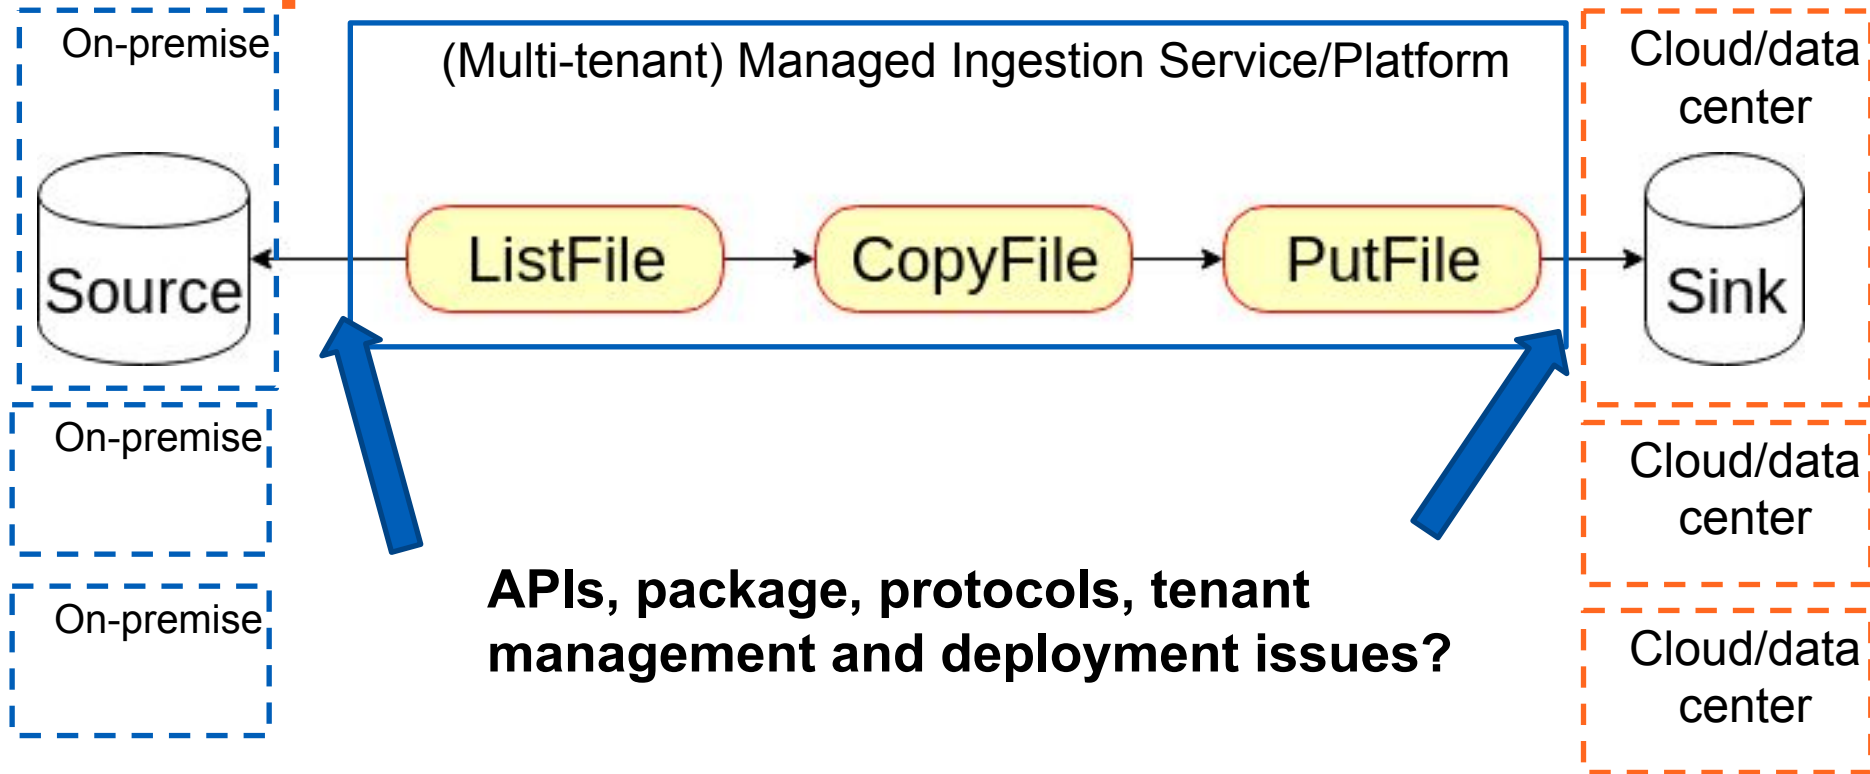 On-premise
(Multi-tenant) Managed Ingestion Service/Platform
Cloud/data
center
Source
ListFile
CopyFile
PutFile
Sink
On-premise
Cloud/data
center
APIs, package, protocols, tenant
management and deployment issues?
On-premise
Cloud/data
center